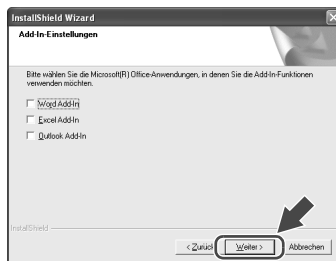 InstallShield Wizard
Add-In-Einstellungen
Bitte wählen Sie die Microsoft(R) Office-Anwendungen, in denen Sie die Add-In-Funktionen
verwenden möchten.
Word Add-In
Excel Add-In
Outlook Add-In
InstallShield
< Zurück Weiter > Abbrechen